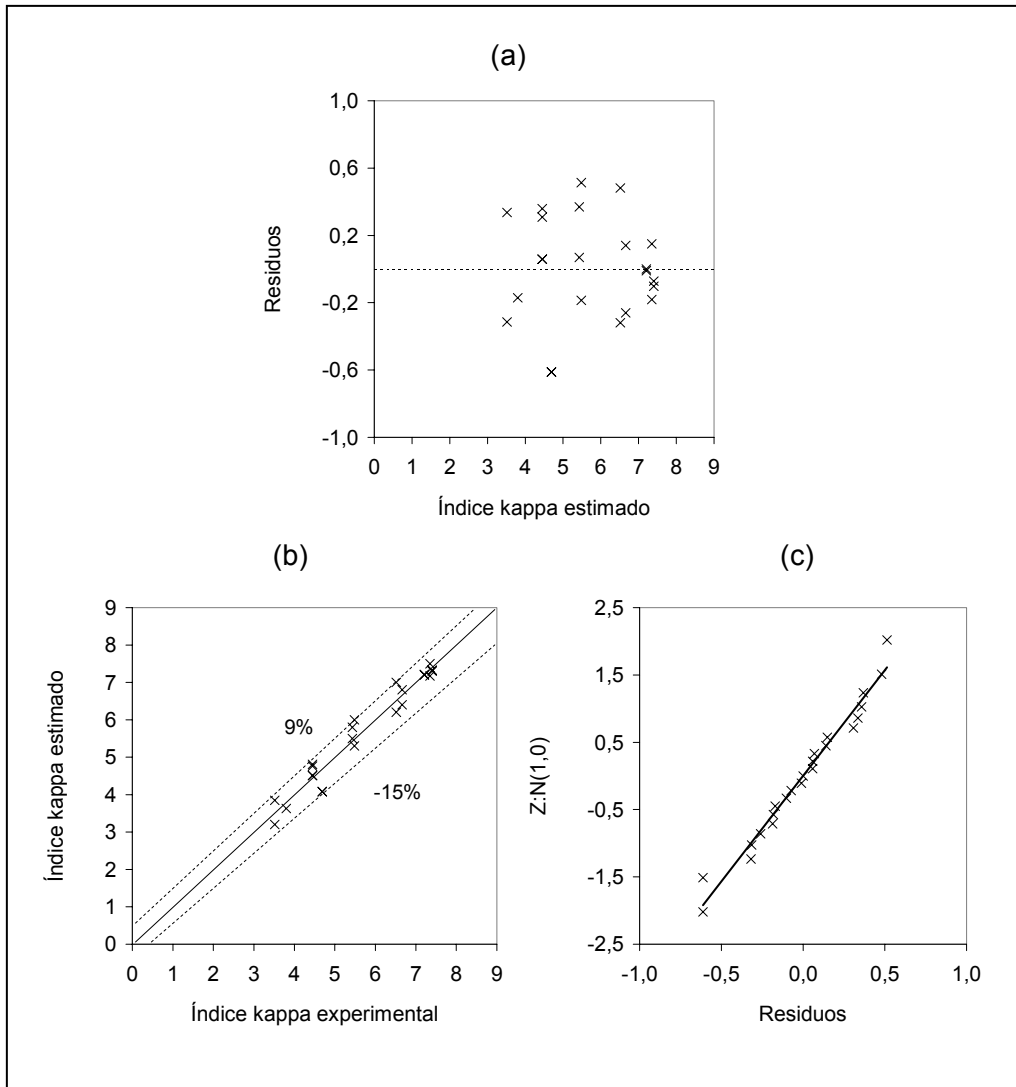 (a)
1,0
0,6
0,2
-0,2
-0,6
-1,0
Residuos
0 1 2 3 4 5 6 7 8 9
Índice kappa estimado
(b)
9
8
7
6
5
4
3
2
1
0
Índice kappa estimado
9%
-15%
0 1 2 3 4 5 6 7 8 9
Índice kappa experimental
(c)
2,5
1,5
0,5
-0,5
-1,5
-2,5
Z:N(1,0)
-1,0 -0,5 0,0 0,5 1,0
Residuos